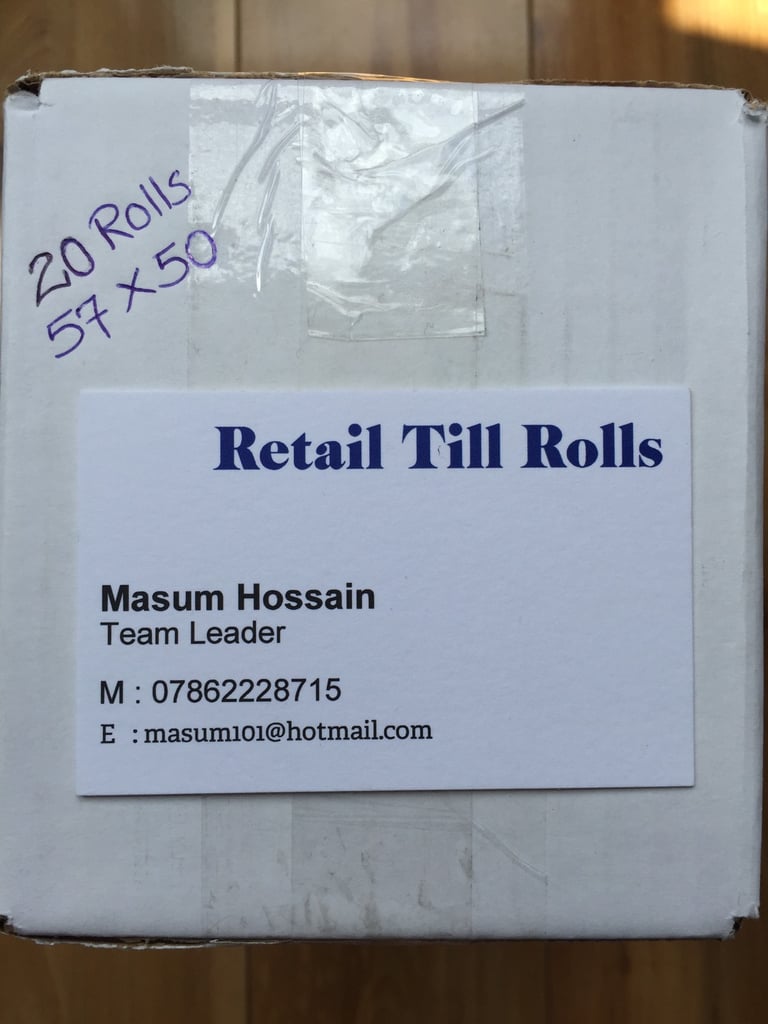 20 Rolls
57 x 50
Retail Till Rolls
Masum Hossain
Team Leader
M : 07862228715
E : masum101@hotmail.com